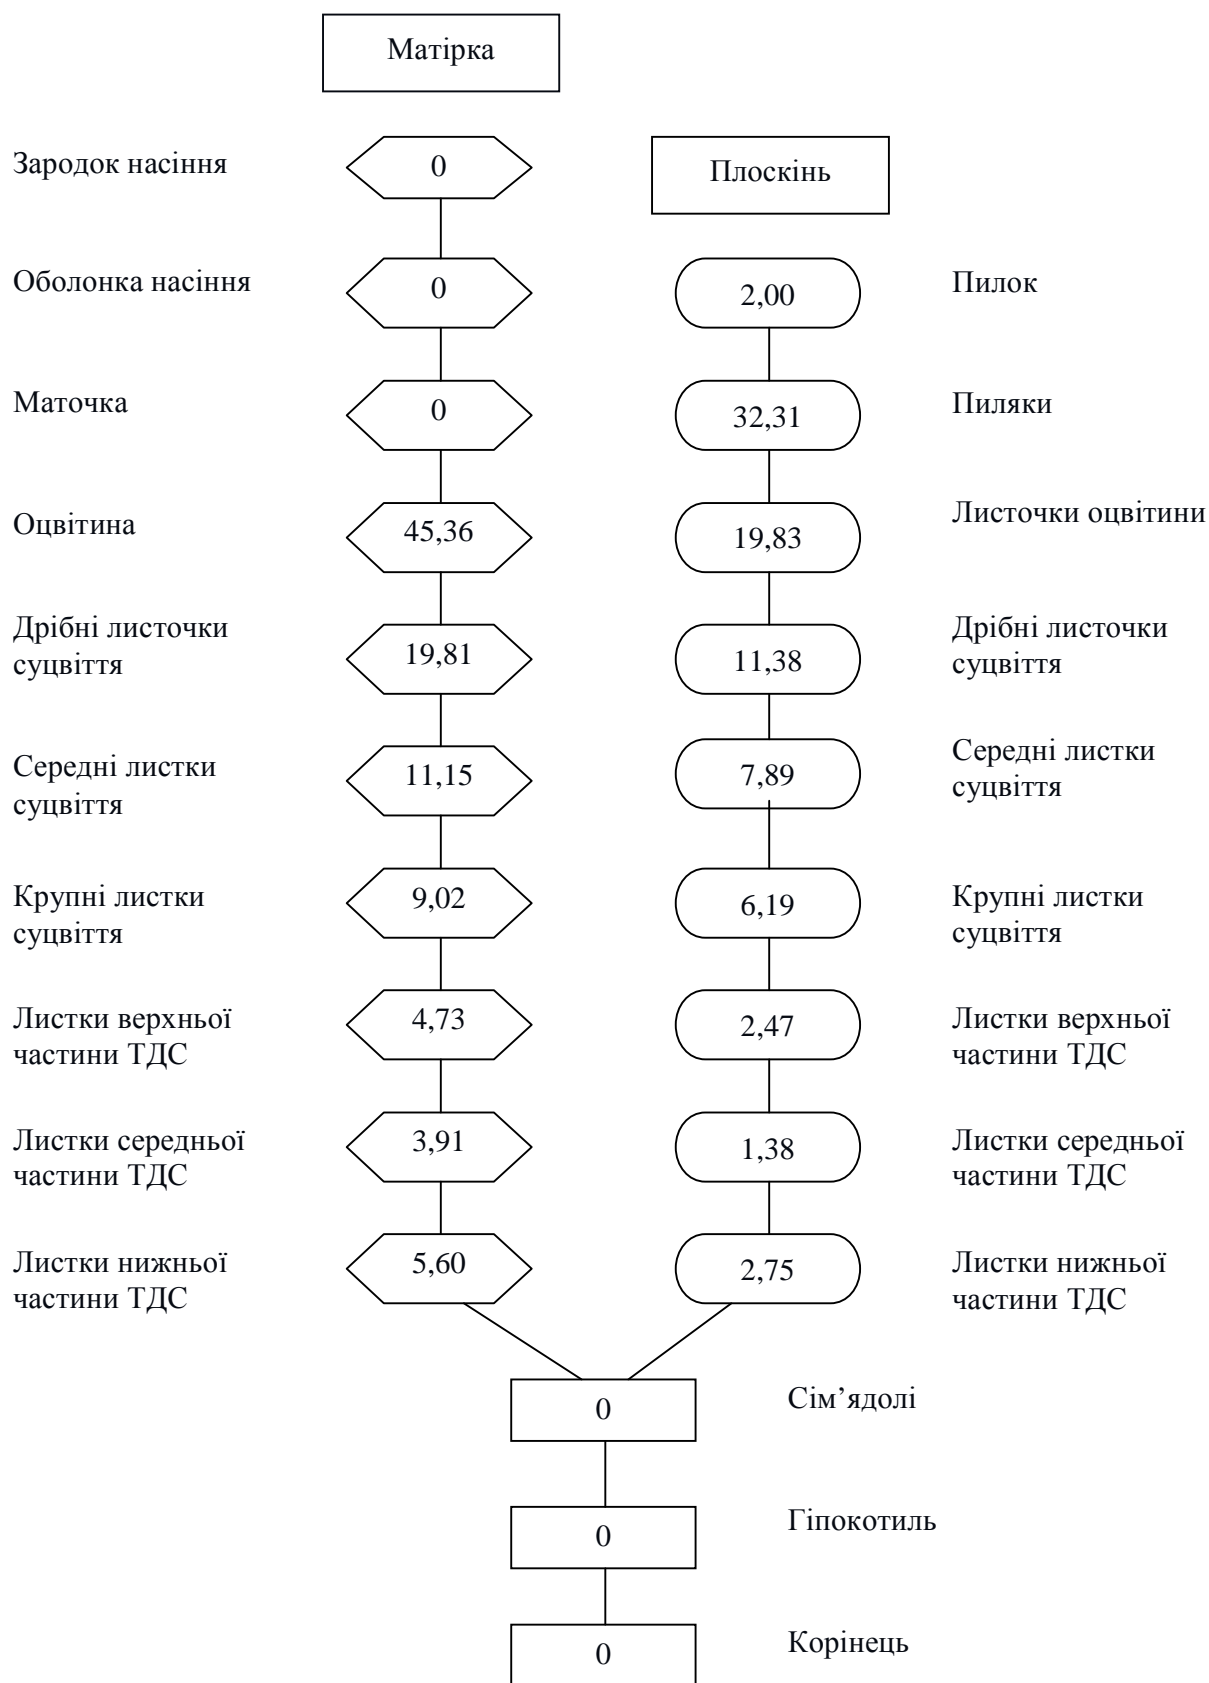 Матірка
Зародок насіння
0
Плоскінь
Оболонка насіння
0
2,00
Пилок
Маточка
0
32,31
Пиляки
Оцвітина
45,36
19,83
Листочки оцвітини
Дрібні листочки
суцвіття
19,81
11,38
Дрібні листочки
суцвіття
Середні листки
суцвіття
11,15
7,89
Середні листки
суцвіття
Крупні листки
суцвіття
9,02
6,19
Крупні листки
суцвіття
Листки верхньої
частини ТДС
4,73
2,47
Листки верхньої
частини ТДС
Листки середньої
частини ТДС
3,91
1,38
Листки середньої
частини ТДС
Листки нижньої
частини ТДС
5,60
2,75
Листки нижньої
частини ТДС
0
Сім’ядолі
0
Гіпокотиль
0
Корінець